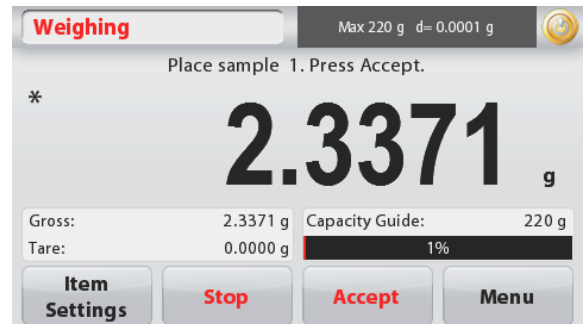 Weighing Max 220 g d= 0.0001 g
Place sample 1. Press Accept.
*
2.3371 g
Gross: 2.3371 g Capacity Guide: 220 g
Tare: 0.0000 g 1%
Item Settings Stop Accept Menu